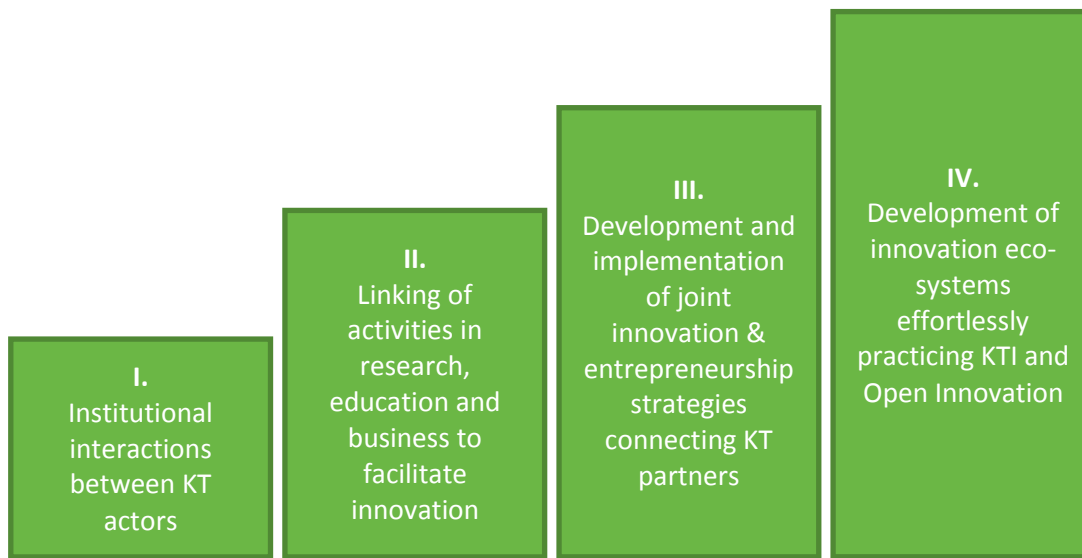 I.
Institutional
interactions
between KT
actors
II.
Linking of
activities in
research,
education and
business to
facilitate
innovation
III.
Development and
implementation
of joint
innovation &
entrepreneurship
strategies
connecting KT
partners
IV.
Development of
innovation eco-
systems
effortlessly
practicing KTI and
Open Innovation